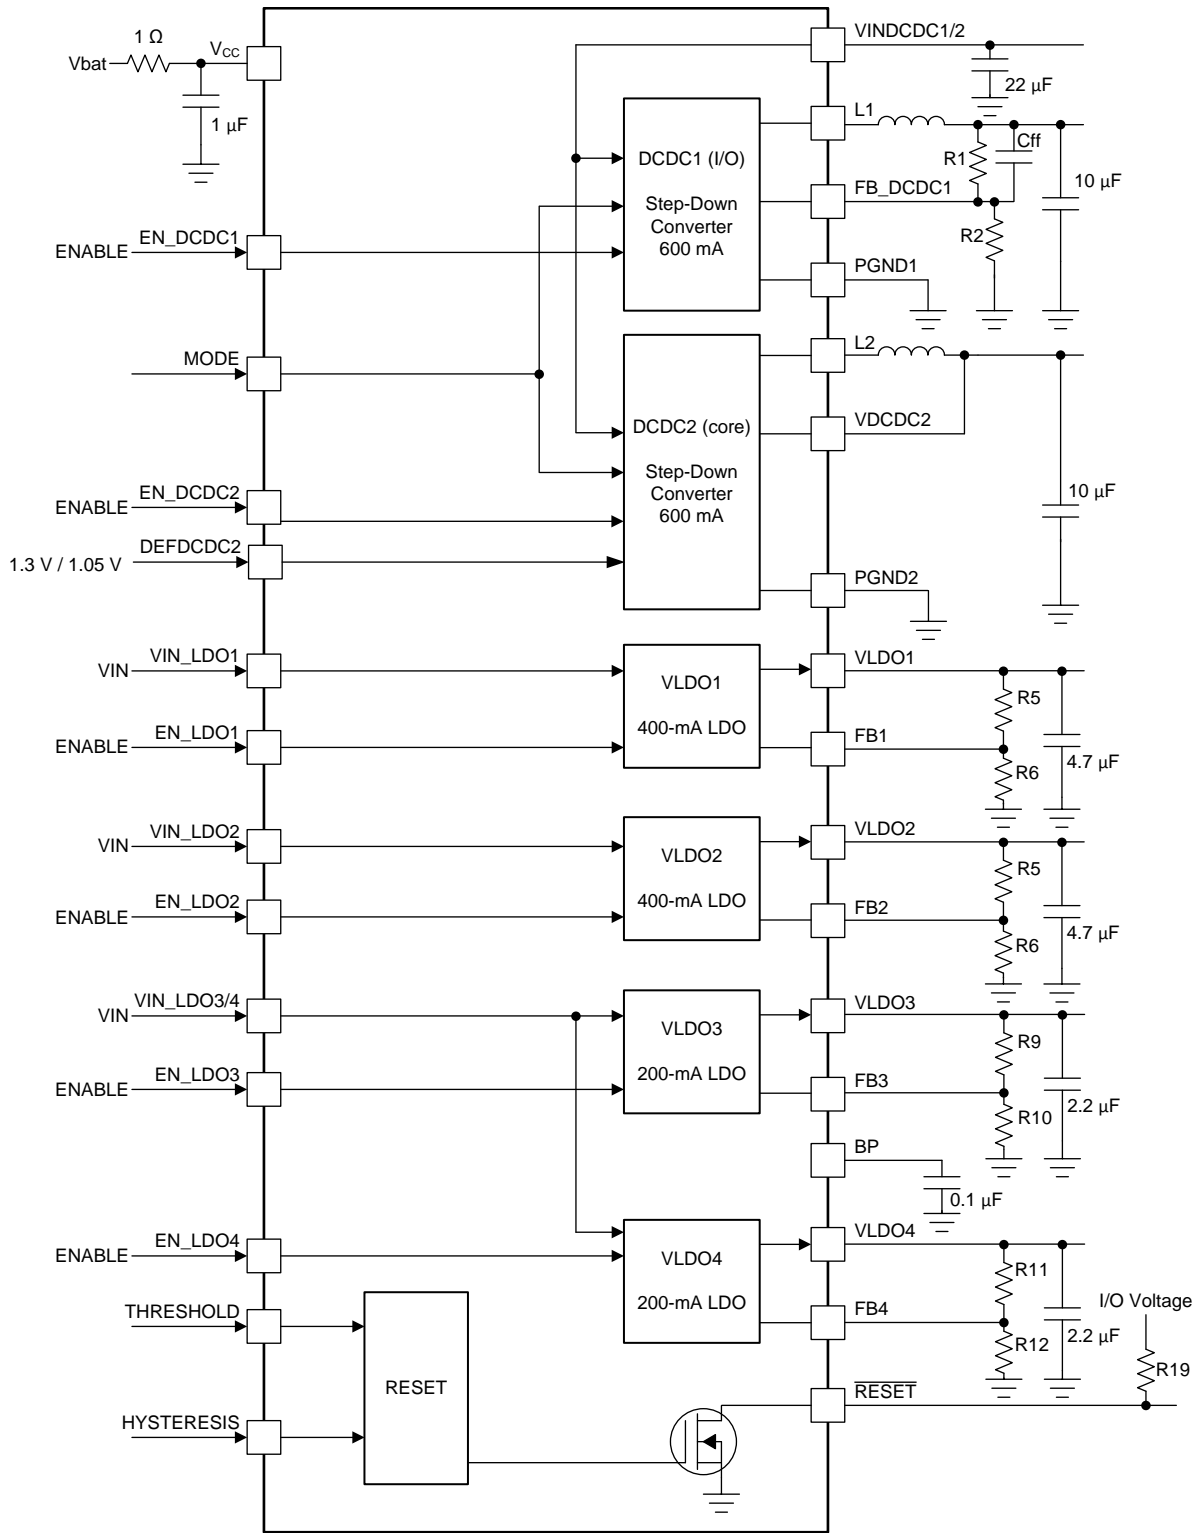 1 Ω
Vbat
VCC
1 µF
VINDCDC1/2
22 µF
L1
Cff
R1
DCDC1 (I/O)
Step-Down
Converter
600 mA
FB_DCDC1
10 µF
R2
ENABLE
EN_DCDC1
PGND1
MODE
L2
DCDC2 (core)
Step-Down
Converter
600 mA
VDCDC2
10 µF
ENABLE
EN_DCDC2
1.3 V / 1.05 V
DEFDCDC2
PGND2
VIN
VIN_LDO1
VLDO1
400-mA LDO
VLDO1
R5
ENABLE
EN_LDO1
FB1
R6
4.7 µF
VIN
VIN_LDO2
VLDO2
400-mA LDO
VLDO2
R5
ENABLE
EN_LDO2
FB2
R6
4.7 µF
VIN
VIN_LDO3/4
VLDO3
200-mA LDO
VLDO3
R9
ENABLE
EN_LDO3
FB3
R10
2.2 µF
BP
0.1 µF
ENABLE
EN_LDO4
VLDO4
200-mA LDO
VLDO4
R11
FB4
R12
2.2 µF
I/O Voltage
R19
THRESHOLD
RESET
HYSTERESIS
RESET